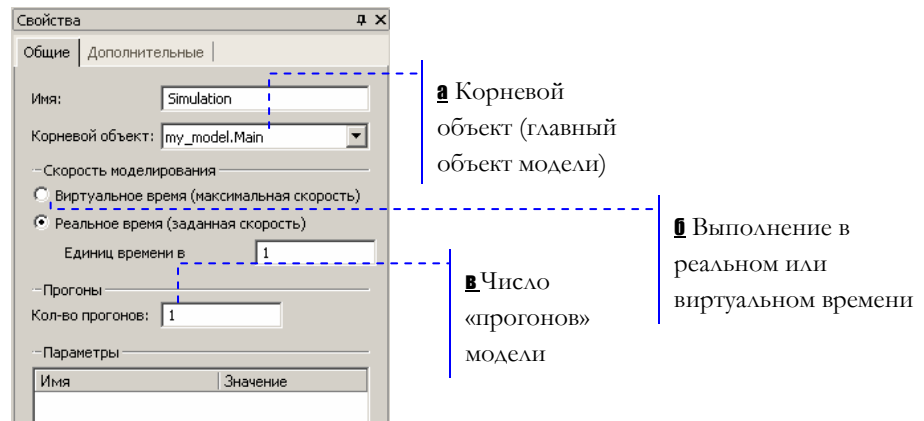 Свойства
Общие
Дополнительные
Имя:
Simulation
Корневой объект:
my_model.Main
Скорость моделирования
Виртуальное время (максимальная скорость)
Реальное время (заданная скорость)
Единиц времени в
1
Прогоны
Кол-во прогонов:
1
Параметры
Имя
Значение
а Корневой
объект (главный
объект модели)
б Выполнение в
реальном или
виртуальном времени
в Число
«прогонов»
модели